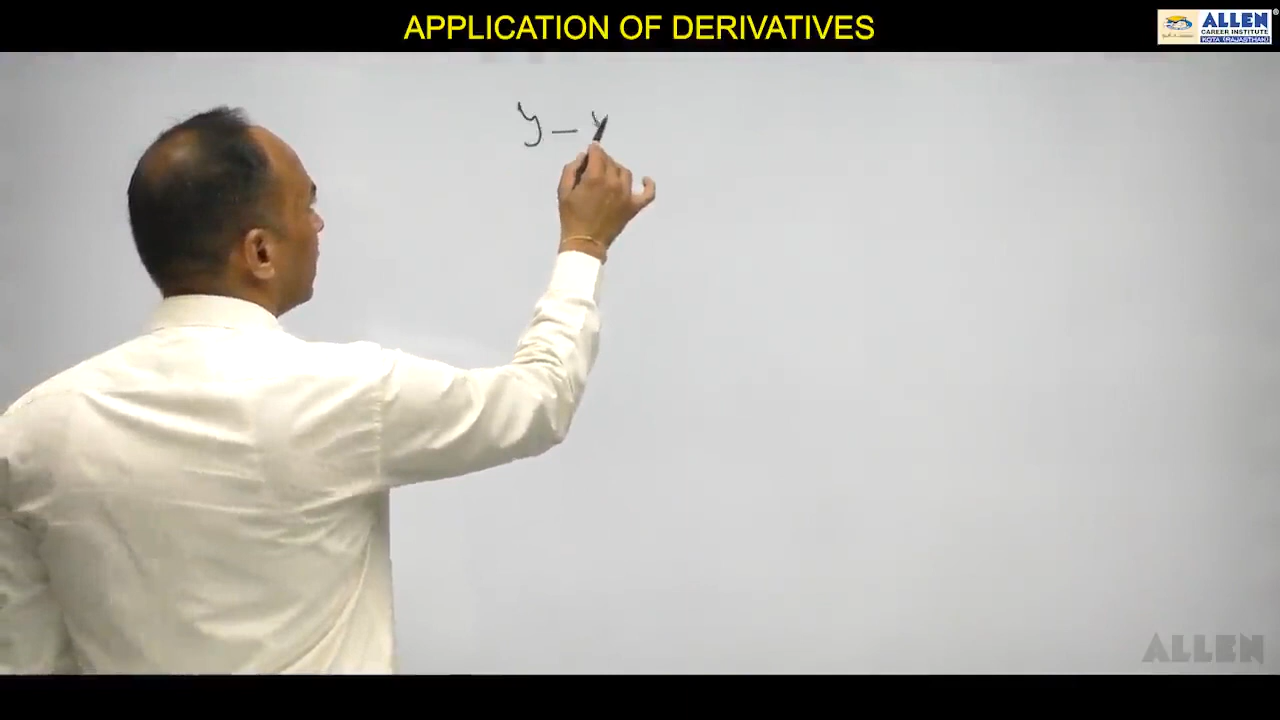 APPLICATION OF DERIVATIVES
ALLEN
CAREER INSTITUTE
KOTA (RAJASTHAN)
y –
ALLEN